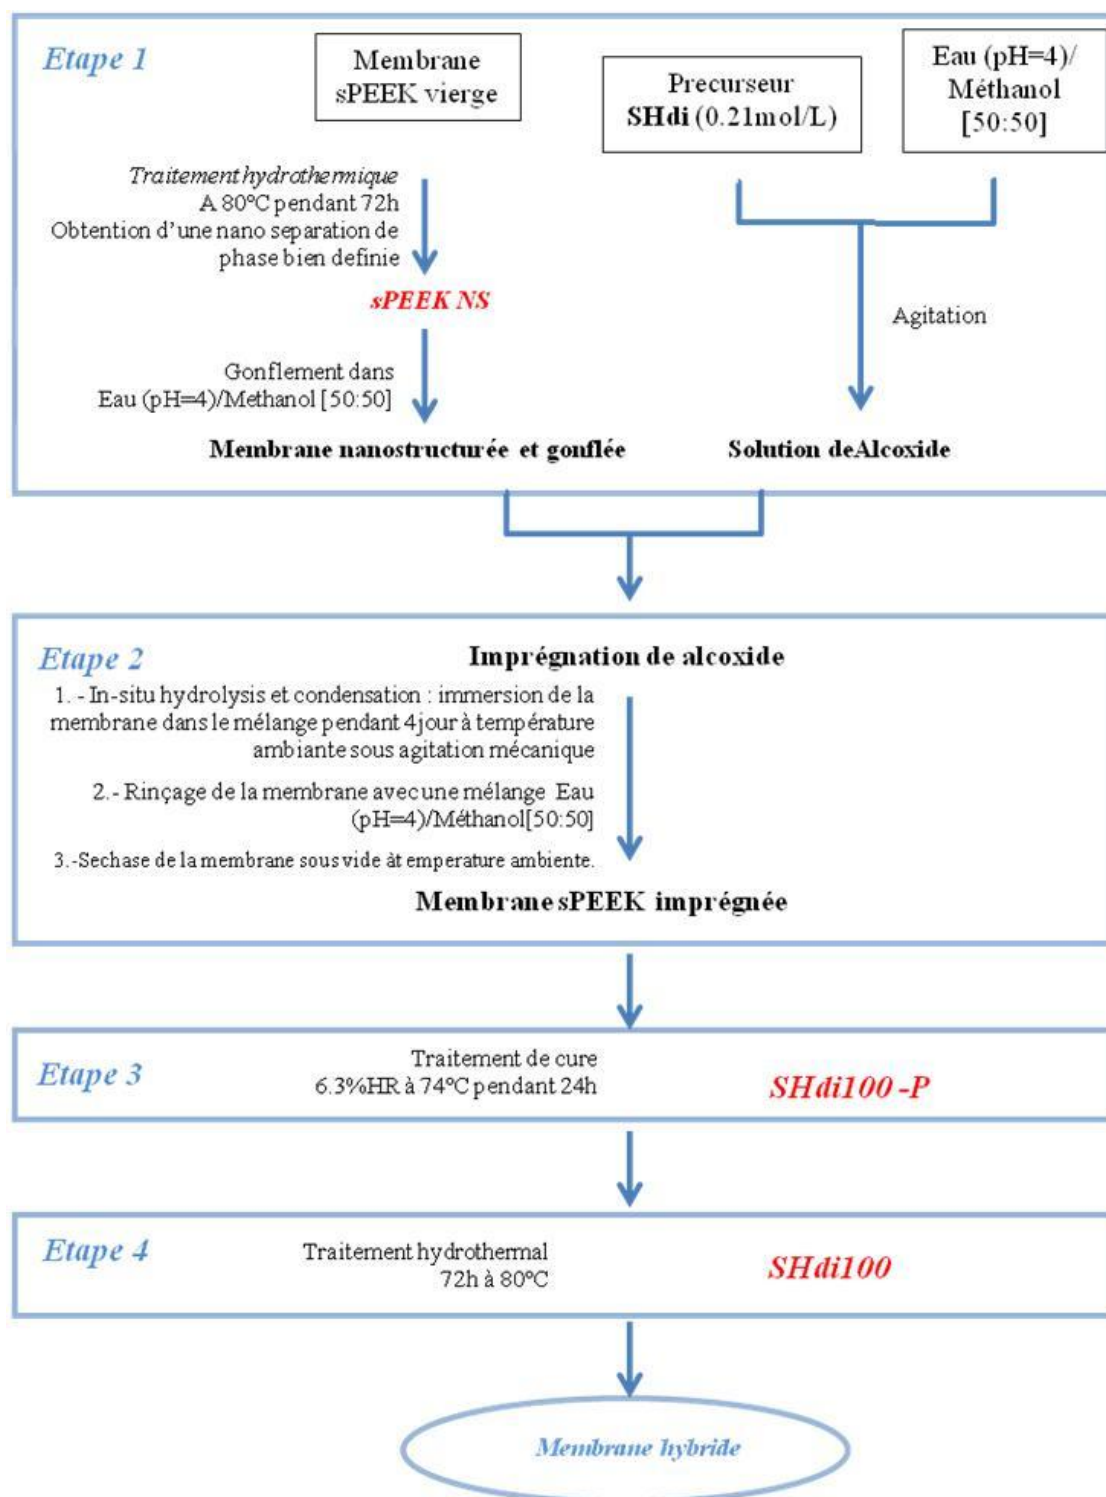 Etape 1
Membrane
sPEEK vierge
Precurseur
SHdi (0.21mol/L)
Eau (pH=4)/
Méthanol
[50:50]
Traitement hydrothermique
A 80°C pendant 72h
Obtention d'une nano separation de
phase bien definie
sPEEK NS
Gonflement dans
Eau (pH=4)/Methanol [50:50]
Agitation
Membrane nanostructurée et gonflée
Solution deAlcoxide
Etape 2
Imprégnation de alcoxide
1. - In-situ hydrolysis et condensation : immersion de la
membrane dans le mélange pendant 4 jour à température
ambiante sous agitation mécanique
2.- Rinçage de la membrane avec une mélange Eau
(pH=4)/Méthanol[50:50]
3.-Sechase de la membrane sous vide àt emperature ambiente.
Membrane sPEEK imprégnée
Etape 3
Traitement de cure
6.3%HR à 74°C pendant 24h
SHdi100 -P
Etape 4
Traitement hydrothermal
72h à 80°C
SHdi100
Membrane hybride